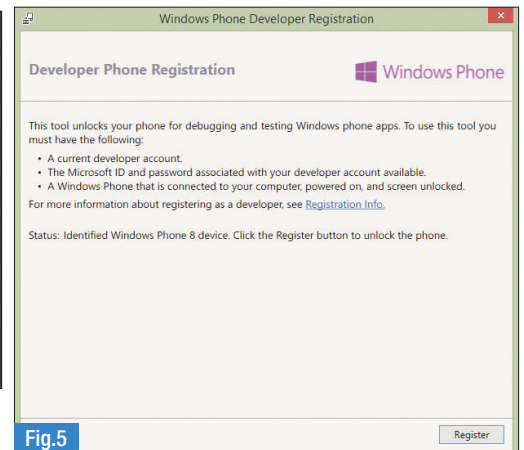 Windows Phone Developer Registration
Developer Phone Registration
Windows Phone
This tool unlocks your phone for debugging and testing Windows phone apps. To use this tool you
must have the following:
• A current developer account.
• The Microsoft ID and password associated with your developer account available.
• A Windows Phone that is connected to your computer, powered on, and screen unlocked.
For more information about registering as a developer, see Registration Info.
Status: Identified Windows Phone 8 device. Click the Register button to unlock the phone.
Register
Fig.5